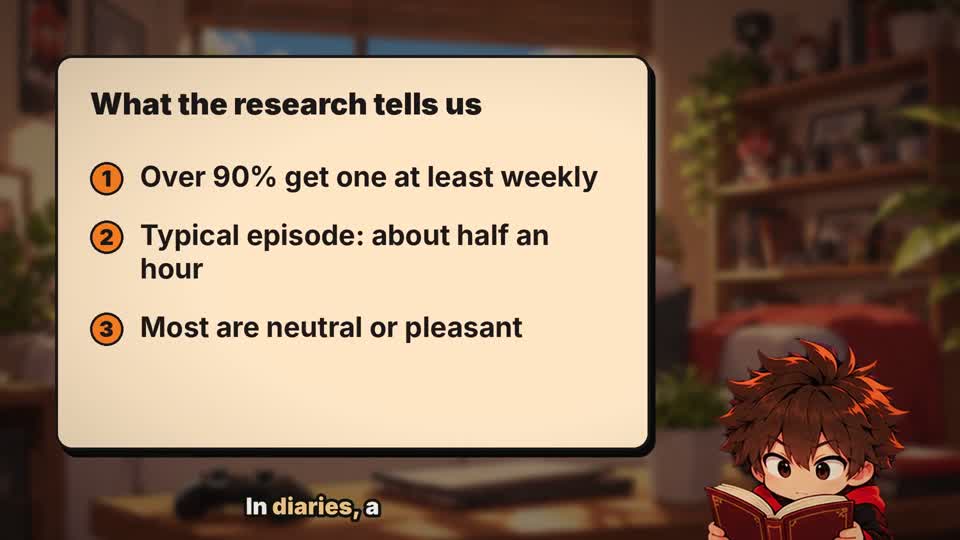 What the research tells us
1 Over 90% get one at least weekly
2 Typical episode: about half an
hour
3 Most are neutral or pleasant
In diaries, a